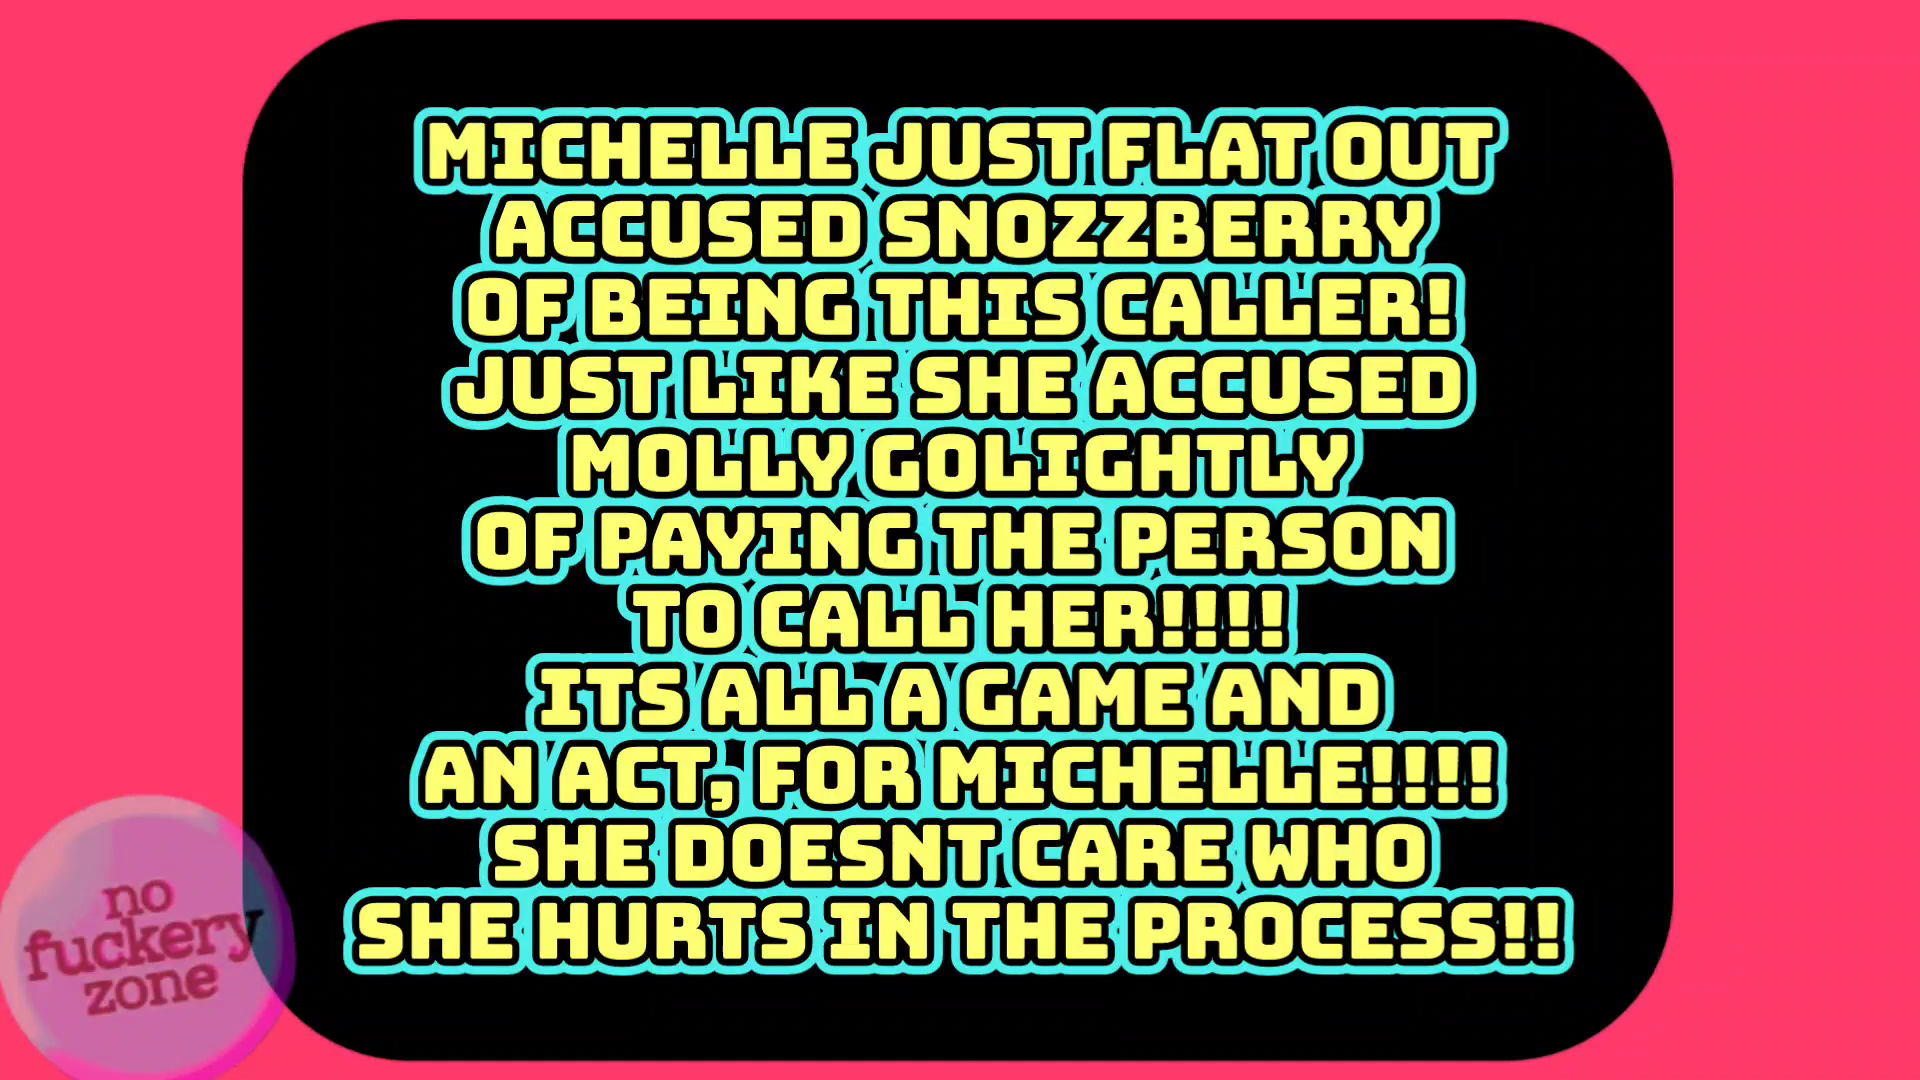 MICHELLE JUST FLAT OUT
ACCUSED SNOZZBERRY
OF BEING THIS CALLER!
JUST LIKE SHE ACCUSED
MOLLY GOLIGHTLY
OF PAYING THE PERSON
TO CALL HER!!!!
ITS ALL A GAME AND
AN ACT, FOR MICHELLE!!!!
SHE DOESNT CARE WHO
SHE HURTS IN THE PROCESS!!
no
fuckery
zone